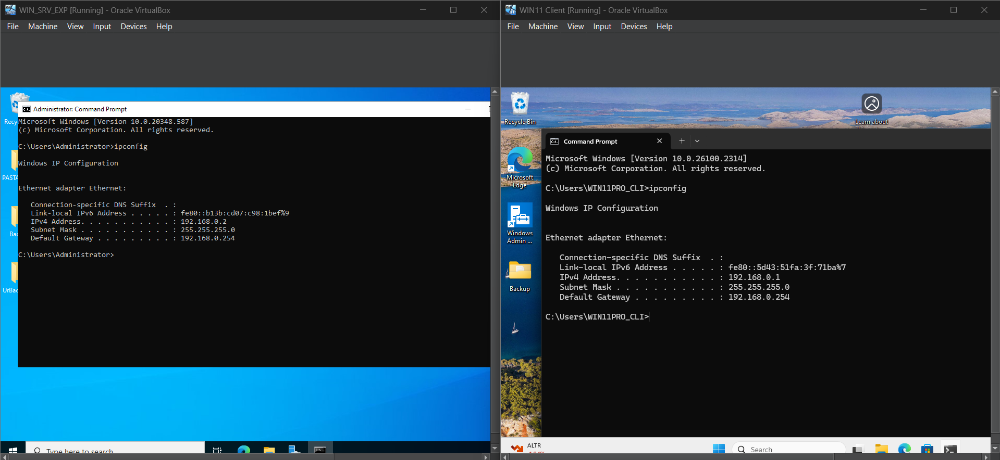 WIN_SRV_EXP [Running] - Oracle VirtualBox
File Machine View Input Devices Help
Administrator: Command Prompt
Microsoft Windows [Version 10.0.20348.587]
(c) Microsoft Corporation. All rights reserved.
C:\Users\Administrator>ipconfig
Windows IP Configuration
Ethernet adapter Ethernet:
Connection-specific DNS Suffix . :
Link-local IPv6 Address . . . . . : fe80::b13b:cd07:c98:1bef%9
IPv4 Address. . . . . . . . . . . : 192.168.0.2
Subnet Mask . . . . . . . . . . . : 255.255.255.0
Default Gateway . . . . . . . . . : 192.168.0.254
C:\Users\Administrator>
Recy
PASTA
Bac
UrBac
Type here to search
WIN11 Client [Running] - Oracle VirtualBox
File Machine View Input Devices Help
Recycle Bin
Learn about
Microsoft
Edge
Windows
Admin ...
Backup
Command Prompt
Microsoft Windows [Version 10.0.26100.2314]
(c) Microsoft Corporation. All rights reserved.
C:\Users\WIN11PRO_CLI>ipconfig
Windows IP Configuration
Ethernet adapter Ethernet:
Connection-specific DNS Suffix . :
Link-local IPv6 Address . . . . . : fe80::5d43:51fa:3f:71ba%7
IPv4 Address. . . . . . . . . . . : 192.168.0.1
Subnet Mask . . . . . . . . . . . : 255.255.255.0
Default Gateway . . . . . . . . . : 192.168.0.254
C:\Users\WIN11PRO_CLI>
ALTR
Search